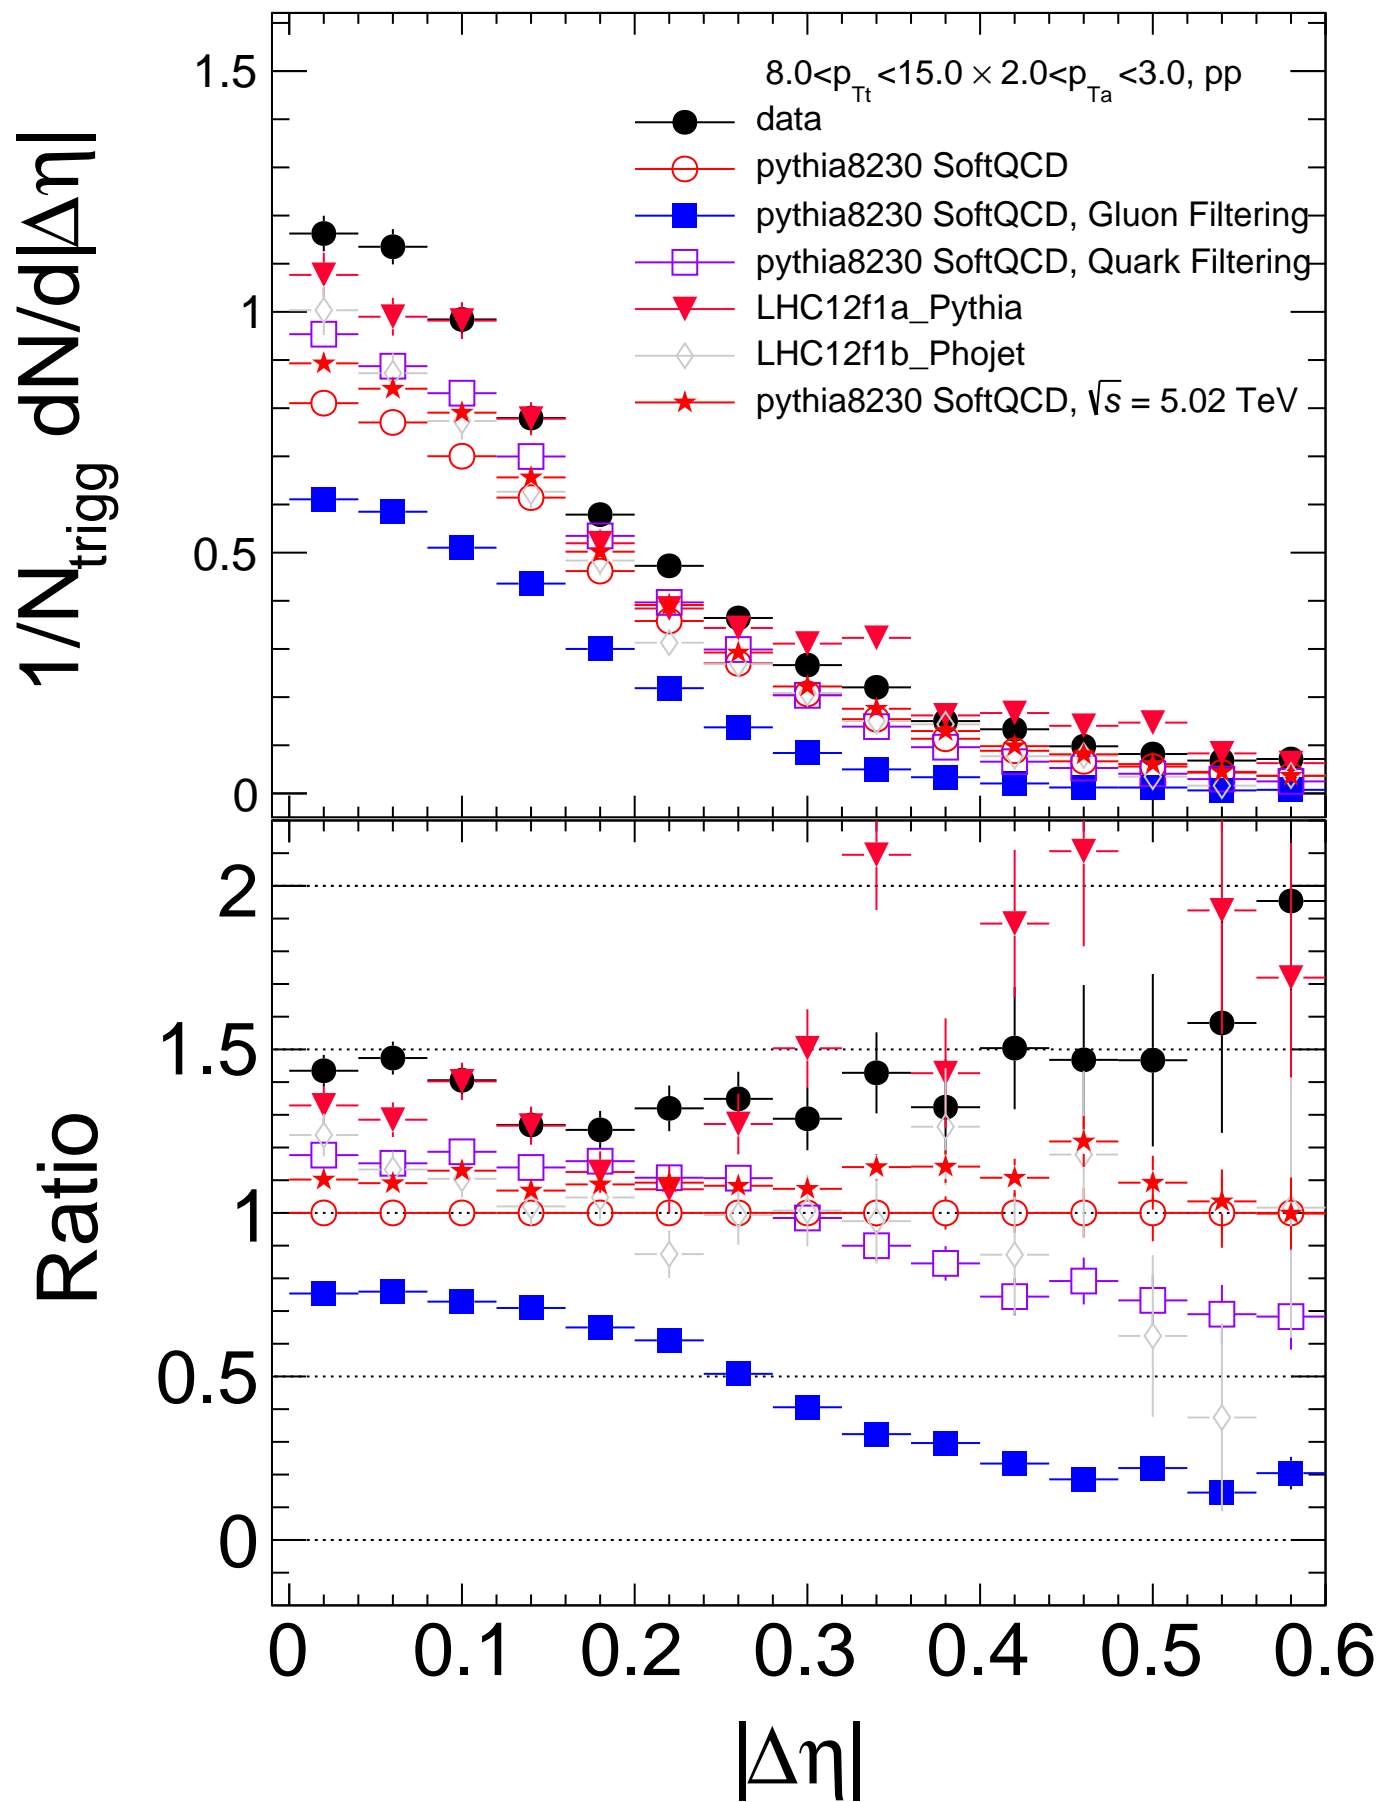 1/N_trigg dN/d|Δη|
1.5
1
0.5
0
8.0<p_Tt <15.0 × 2.0<p_Ta <3.0, pp
data
pythia8230 SoftQCD
pythia8230 SoftQCD, Gluon Filtering
pythia8230 SoftQCD, Quark Filtering
LHC12f1a_Pythia
LHC12f1b_Phojet
pythia8230 SoftQCD, √s = 5.02 TeV
Ratio
2
1.5
1
0.5
0
0 0.1 0.2 0.3 0.4 0.5 0.6
|Δη|